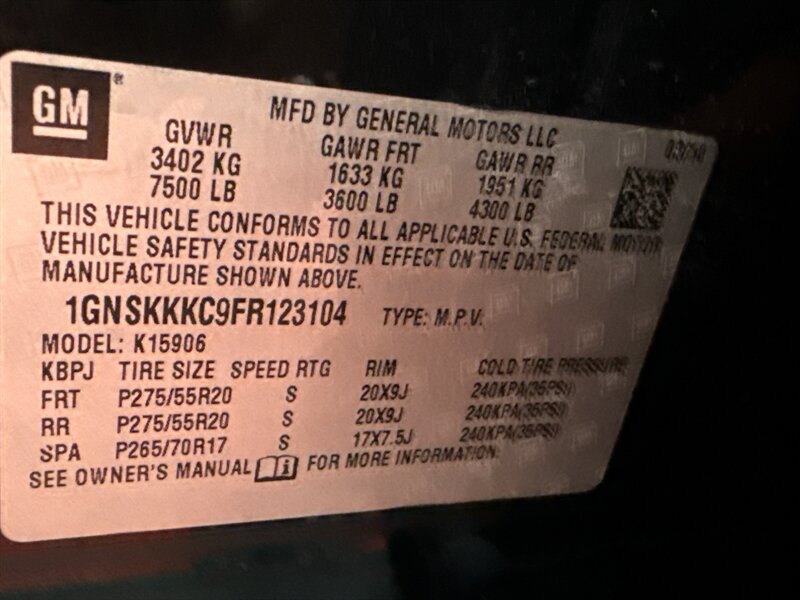 GM ®
MFD BY GENERAL MOTORS LLC
GVWR GAWR FRT GAWR RR
3402 KG 1633 KG 1951 KG
7500 LB 3600 LB 4300 LB
THIS VEHICLE CONFORMS TO ALL APPLICABLE U.S. FEDERAL MOTOR
VEHICLE SAFETY STANDARDS IN EFFECT ON THE DATE OF
MANUFACTURE SHOWN ABOVE.
1GNSKKKC9FR123104 TYPE: M.P.V.
MODEL: K15906
KBPJ TIRE SIZE SPEED RTG RIM COLD TIRE PRESSURE
FRT P275/55R20 S 20X9J 240KPA(35PSI)
RR P275/55R20 S 20X9J 240KPA(35PSI)
SPA P265/70R17 S 17X7.5J 240KPA(35PSI)
SEE OWNER'S MANUAL FOR MORE INFORMATION.